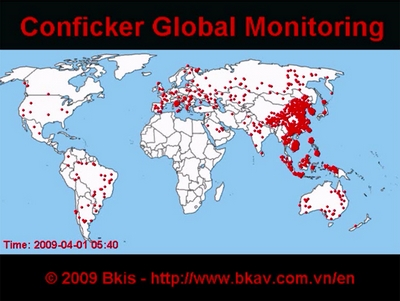 Conficker Global Monitoring
Time: 2009-04-01 05:40
© 2009 Bkis - http://www.bkav.com.vn/en